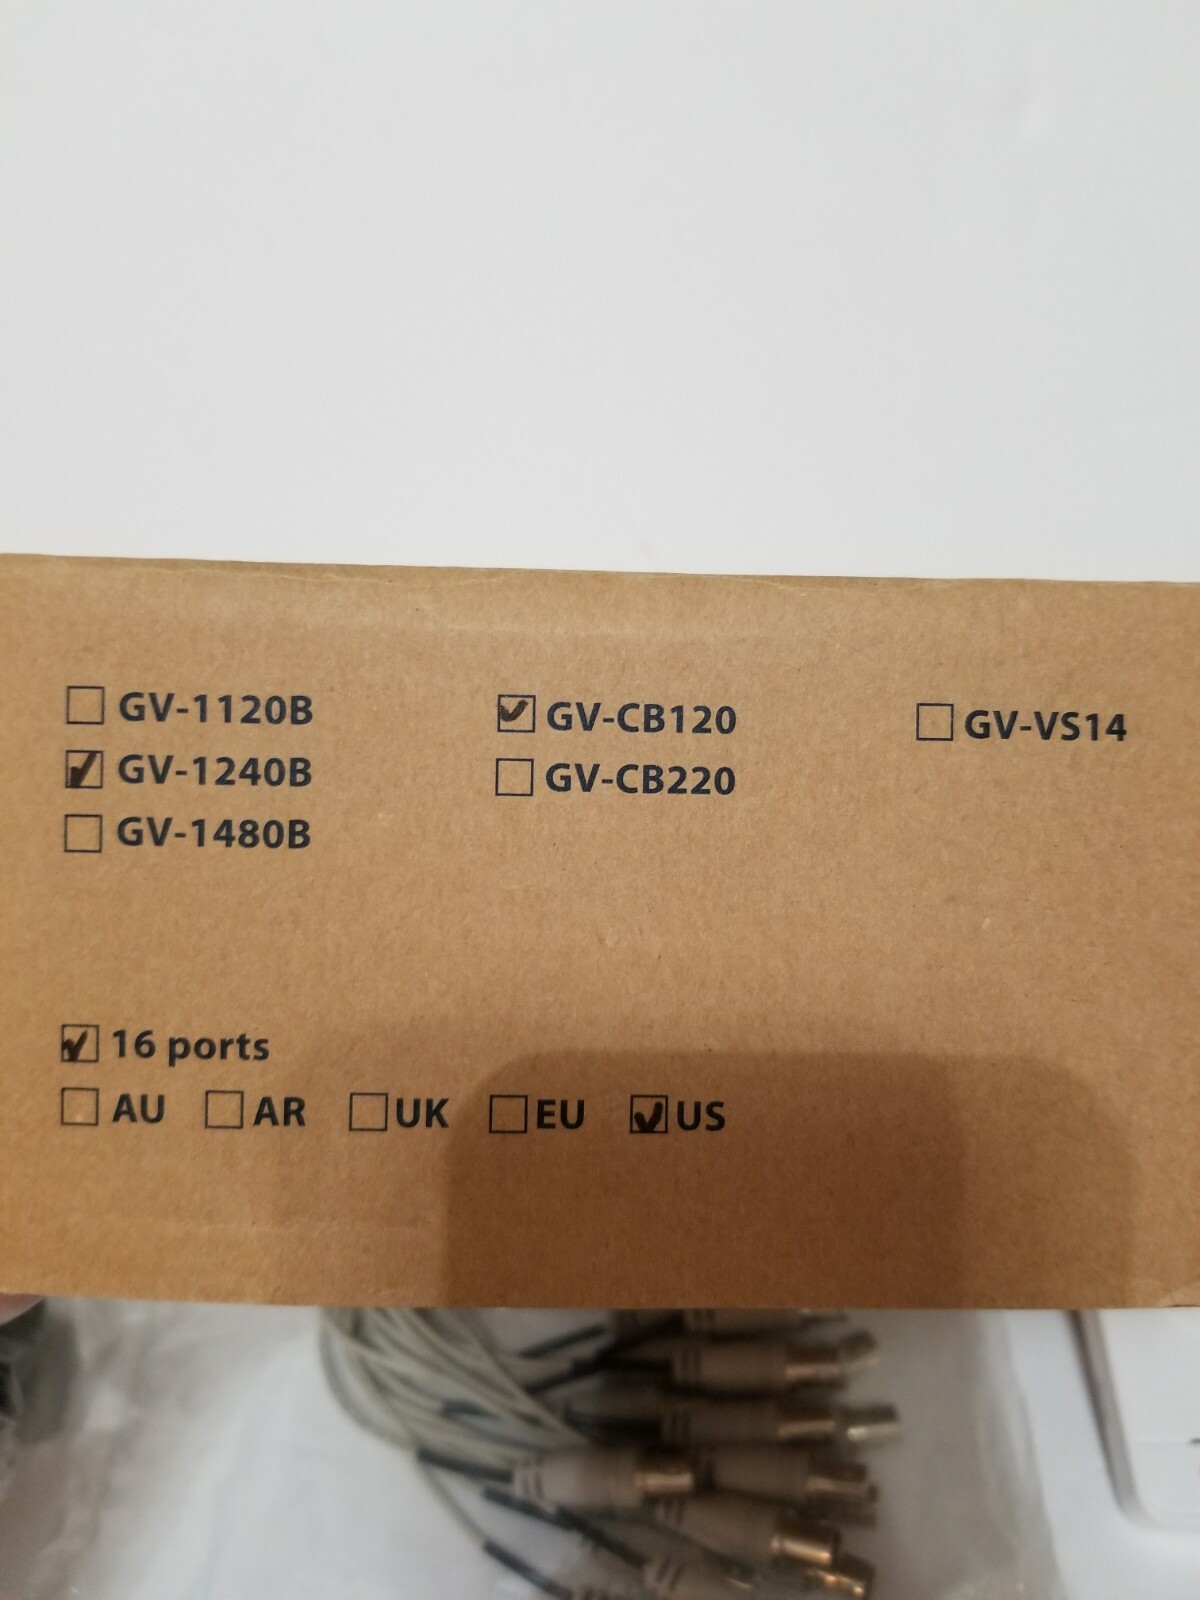 ☐ GV-1120B ☑ GV-CB120 ☐ GV-VS14
☑ GV-1240B ☐ GV-CB220
☐ GV-1480B
☑ 16 ports
☐ AU ☐ AR ☐ UK ☐ EU ☑ US